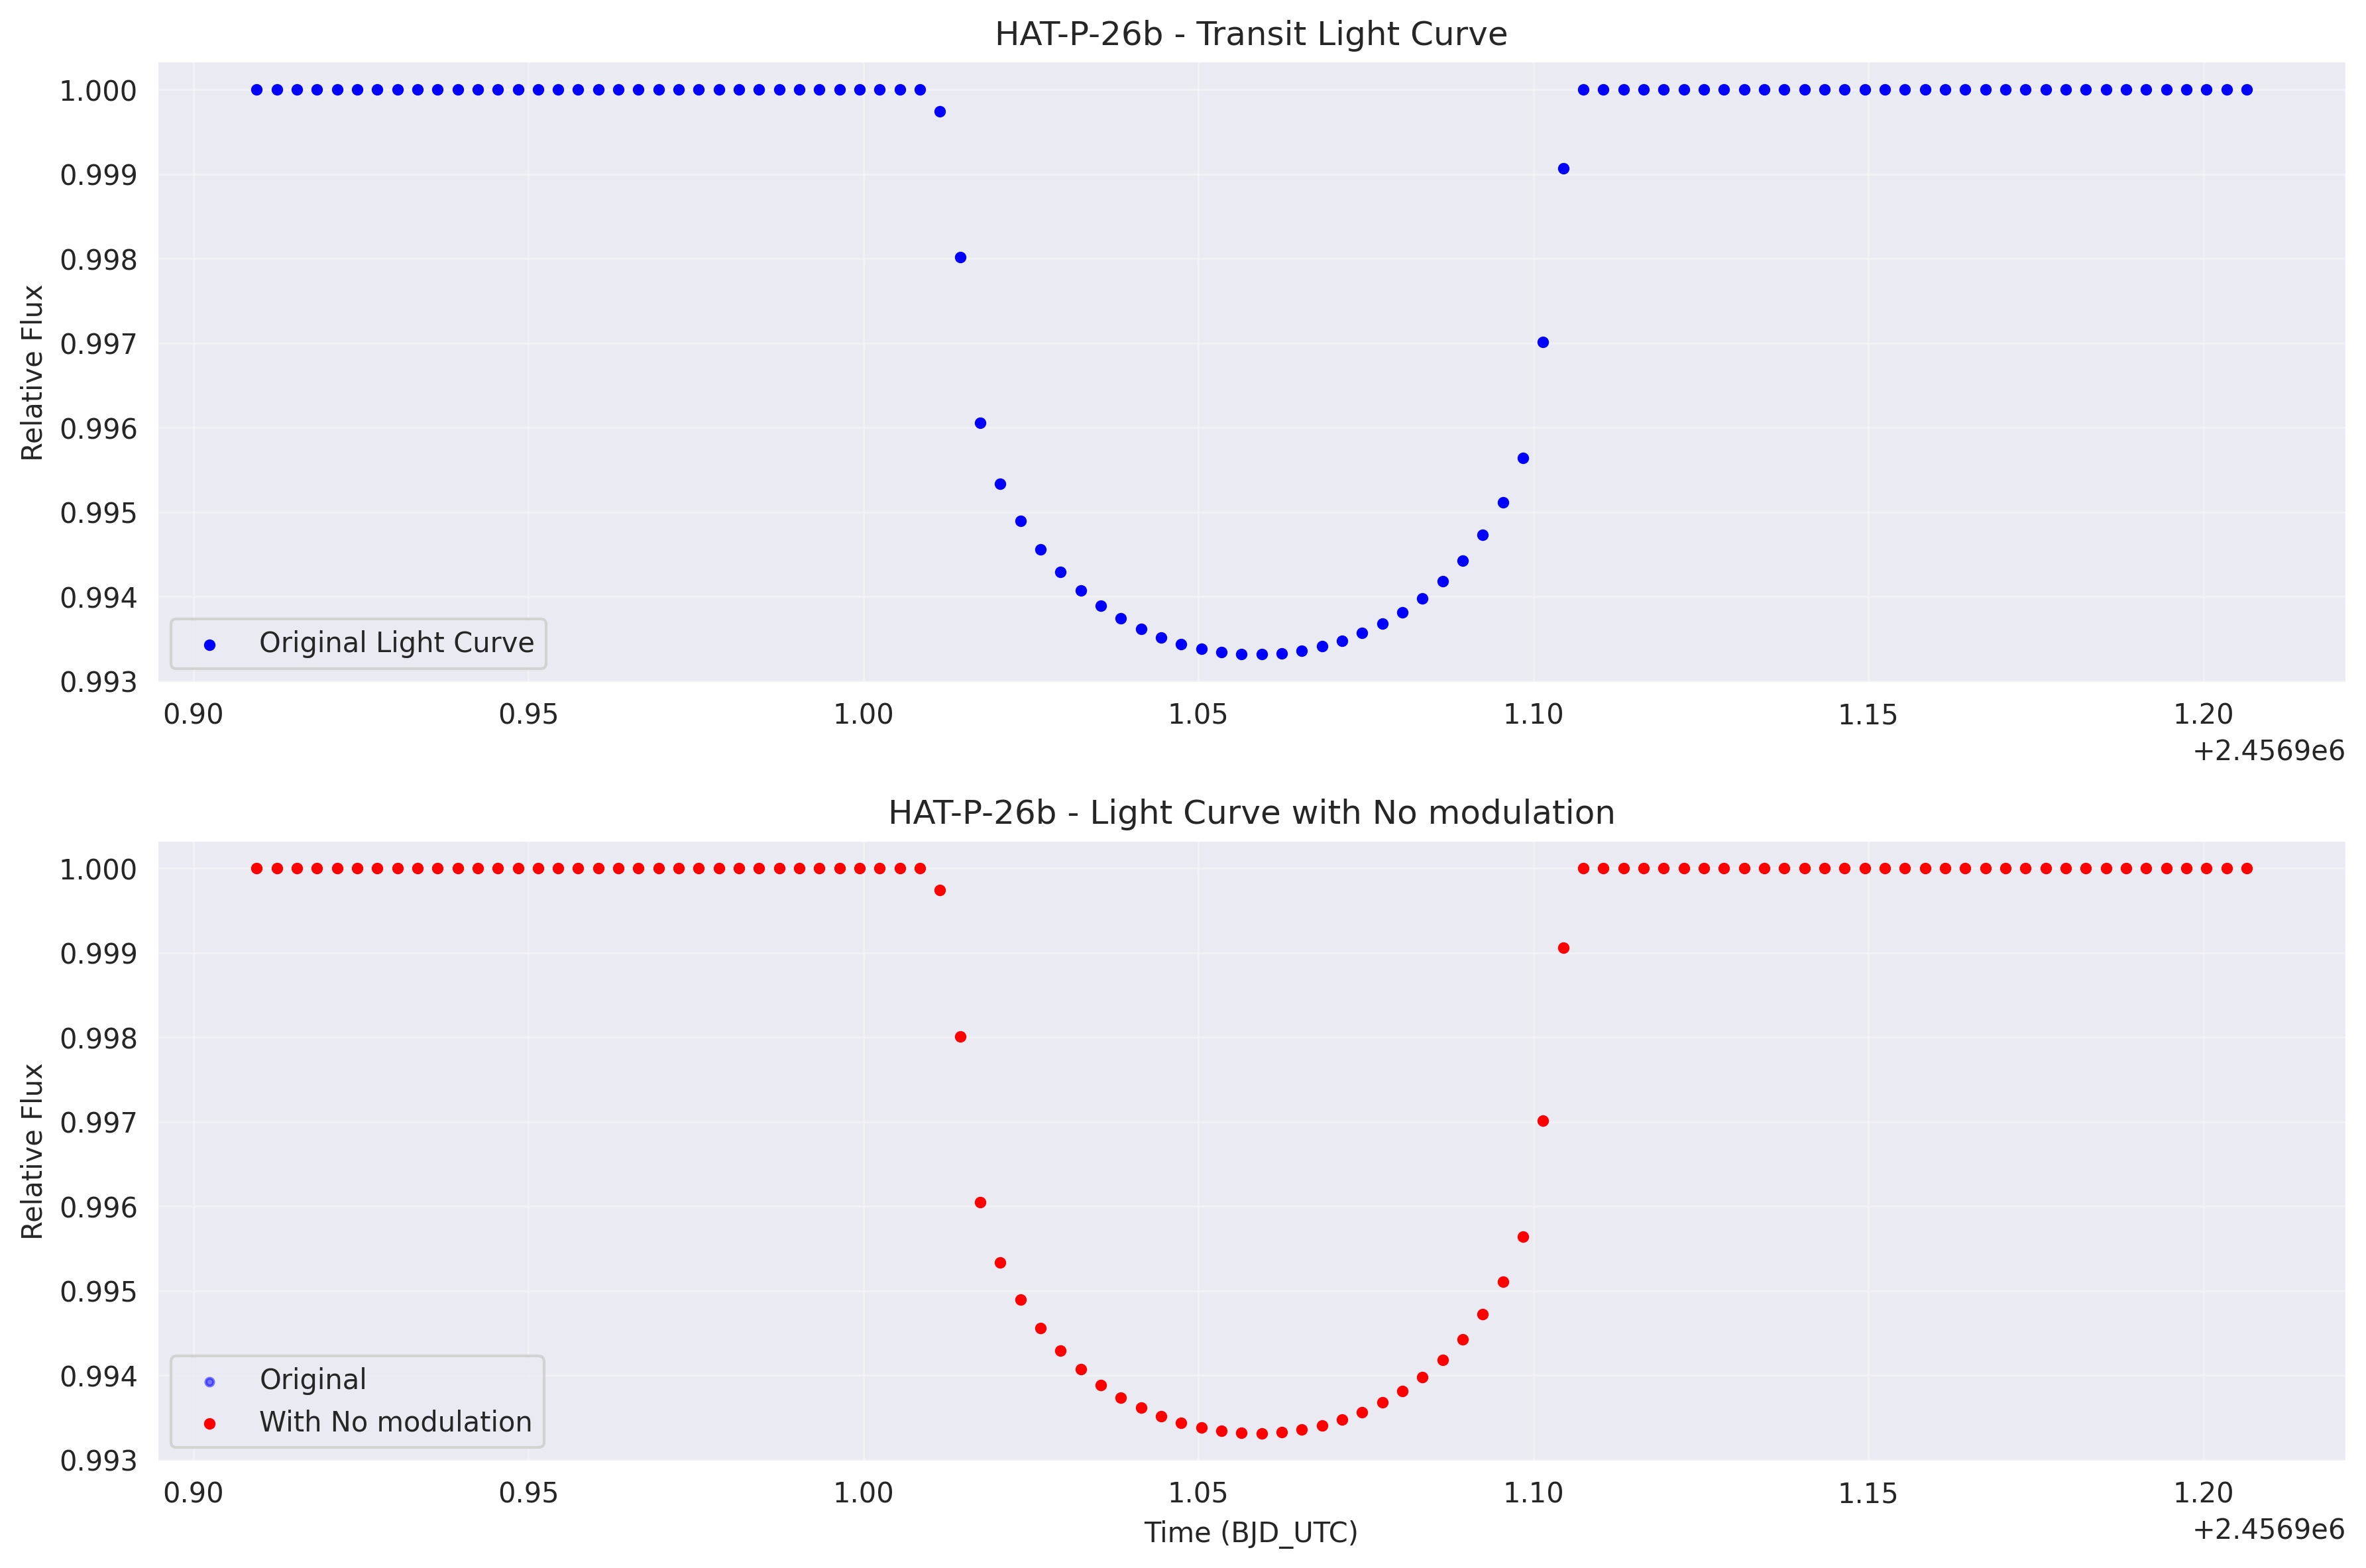 HAT-P-26b - Transit Light Curve
Relative Flux
1.000
0.999
0.998
0.997
0.996
0.995
0.994
0.993
Original Light Curve
0.90 0.95 1.00 1.05 1.10 1.15 1.20
+2.4569e6
HAT-P-26b - Light Curve with No modulation
Relative Flux
1.000
0.999
0.998
0.997
0.996
0.995
0.994
0.993
Original
With No modulation
0.90 0.95 1.00 1.05 1.10 1.15 1.20
Time (BJD_UTC)
+2.4569e6